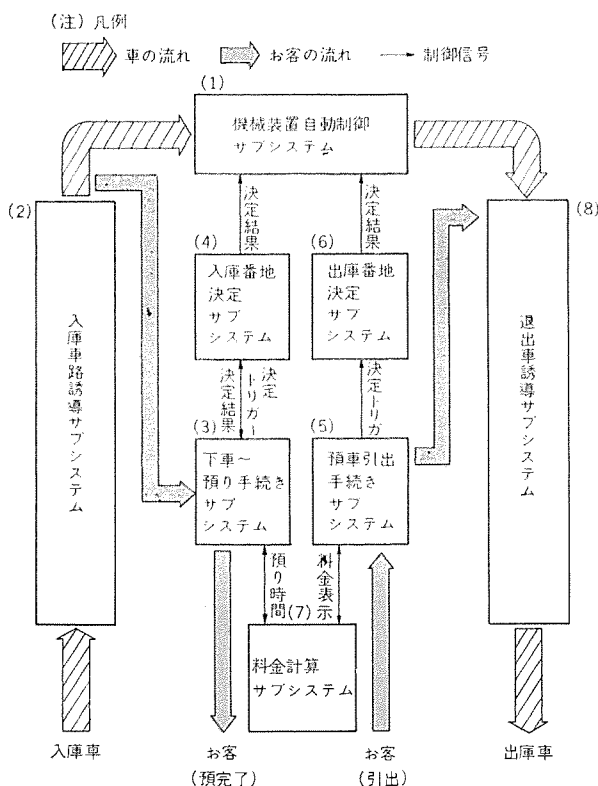 (注) 凡例
車の流れ
お客の流れ
制御信号
(1)
機械装置自動制御
サブシステム
(2)
入庫車路誘導サブシステム
決定結果
決定結果
(4)
入庫番地
決定
サブ
システム
(6)
出庫番地
決定
サブ
システム
(8)
退出車誘導サブシステム
決定結果
決定トリガー
決定トリガ
(3)
下車~
預り手続き
サブ
システム
(5)
預車引出
手続き
サブ
システム
預り時間
(7)
料金表示
料金計算
サブシステム
入庫車
お客
(預完了)
お客
(引出)
出庫車